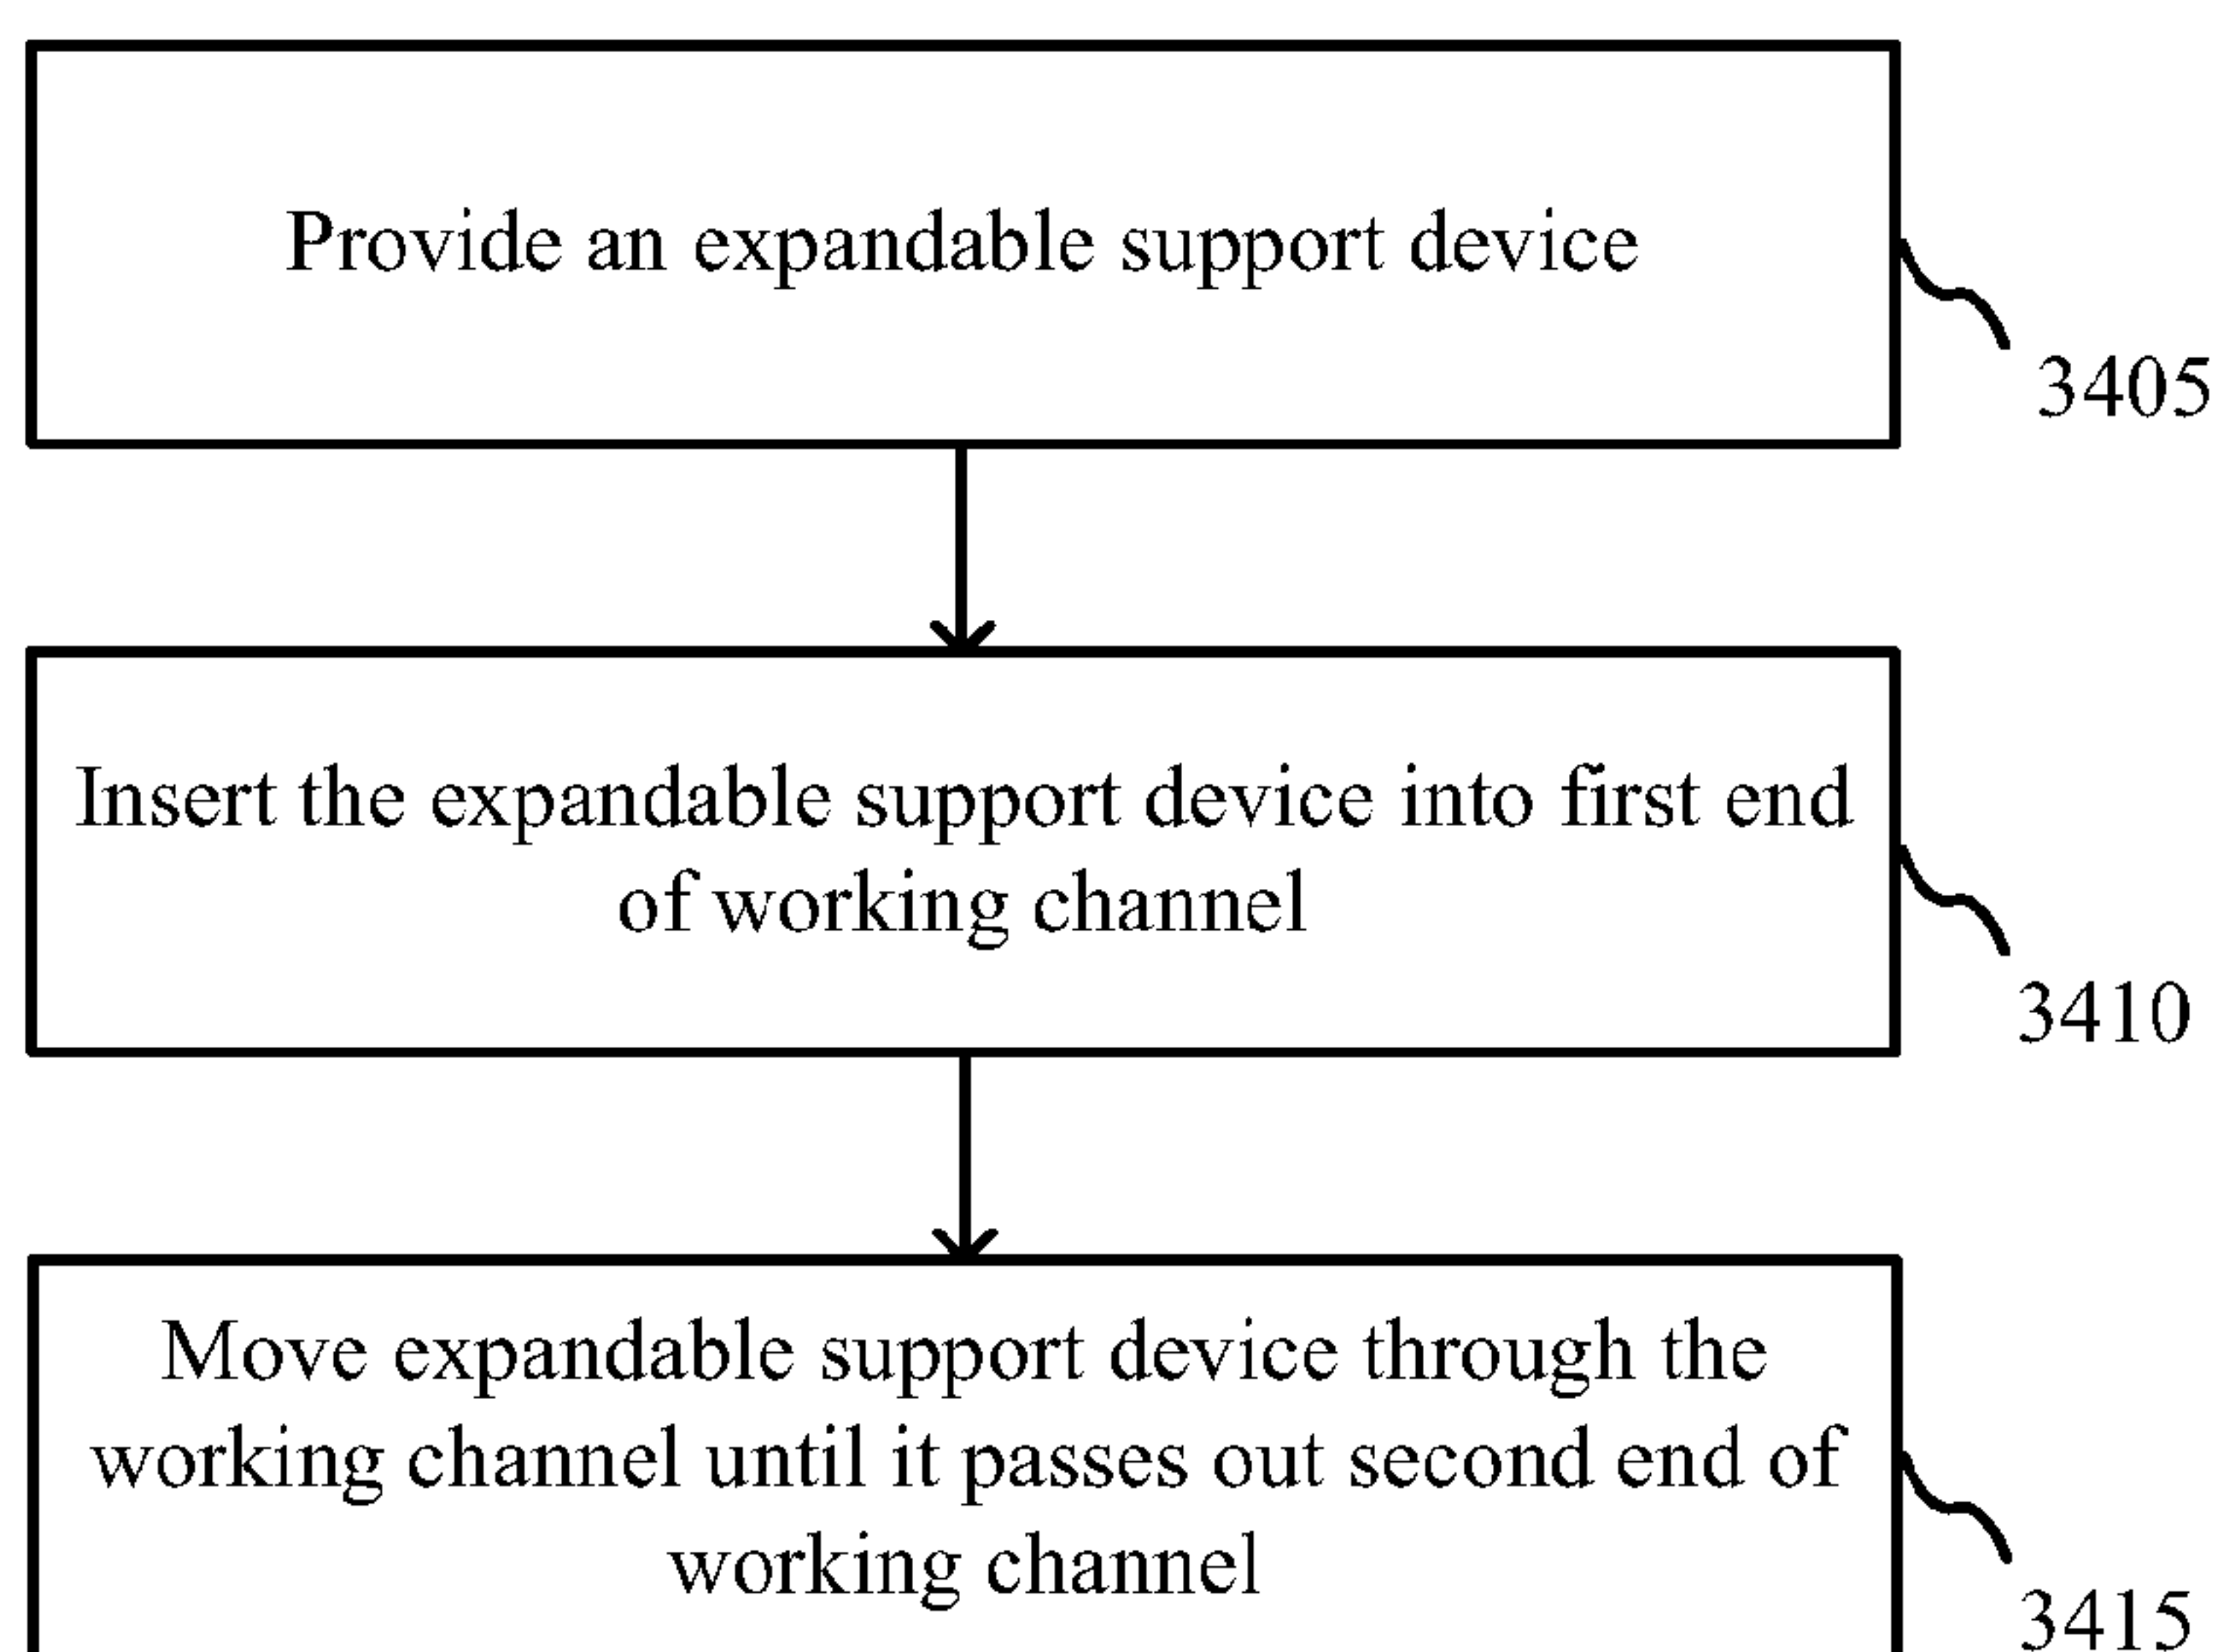 Provide an expandable support device
3405
Insert the expandable support device into first end
of working channel
3410
Move expandable support device through the
working channel until it passes out second end of
working channel
3415